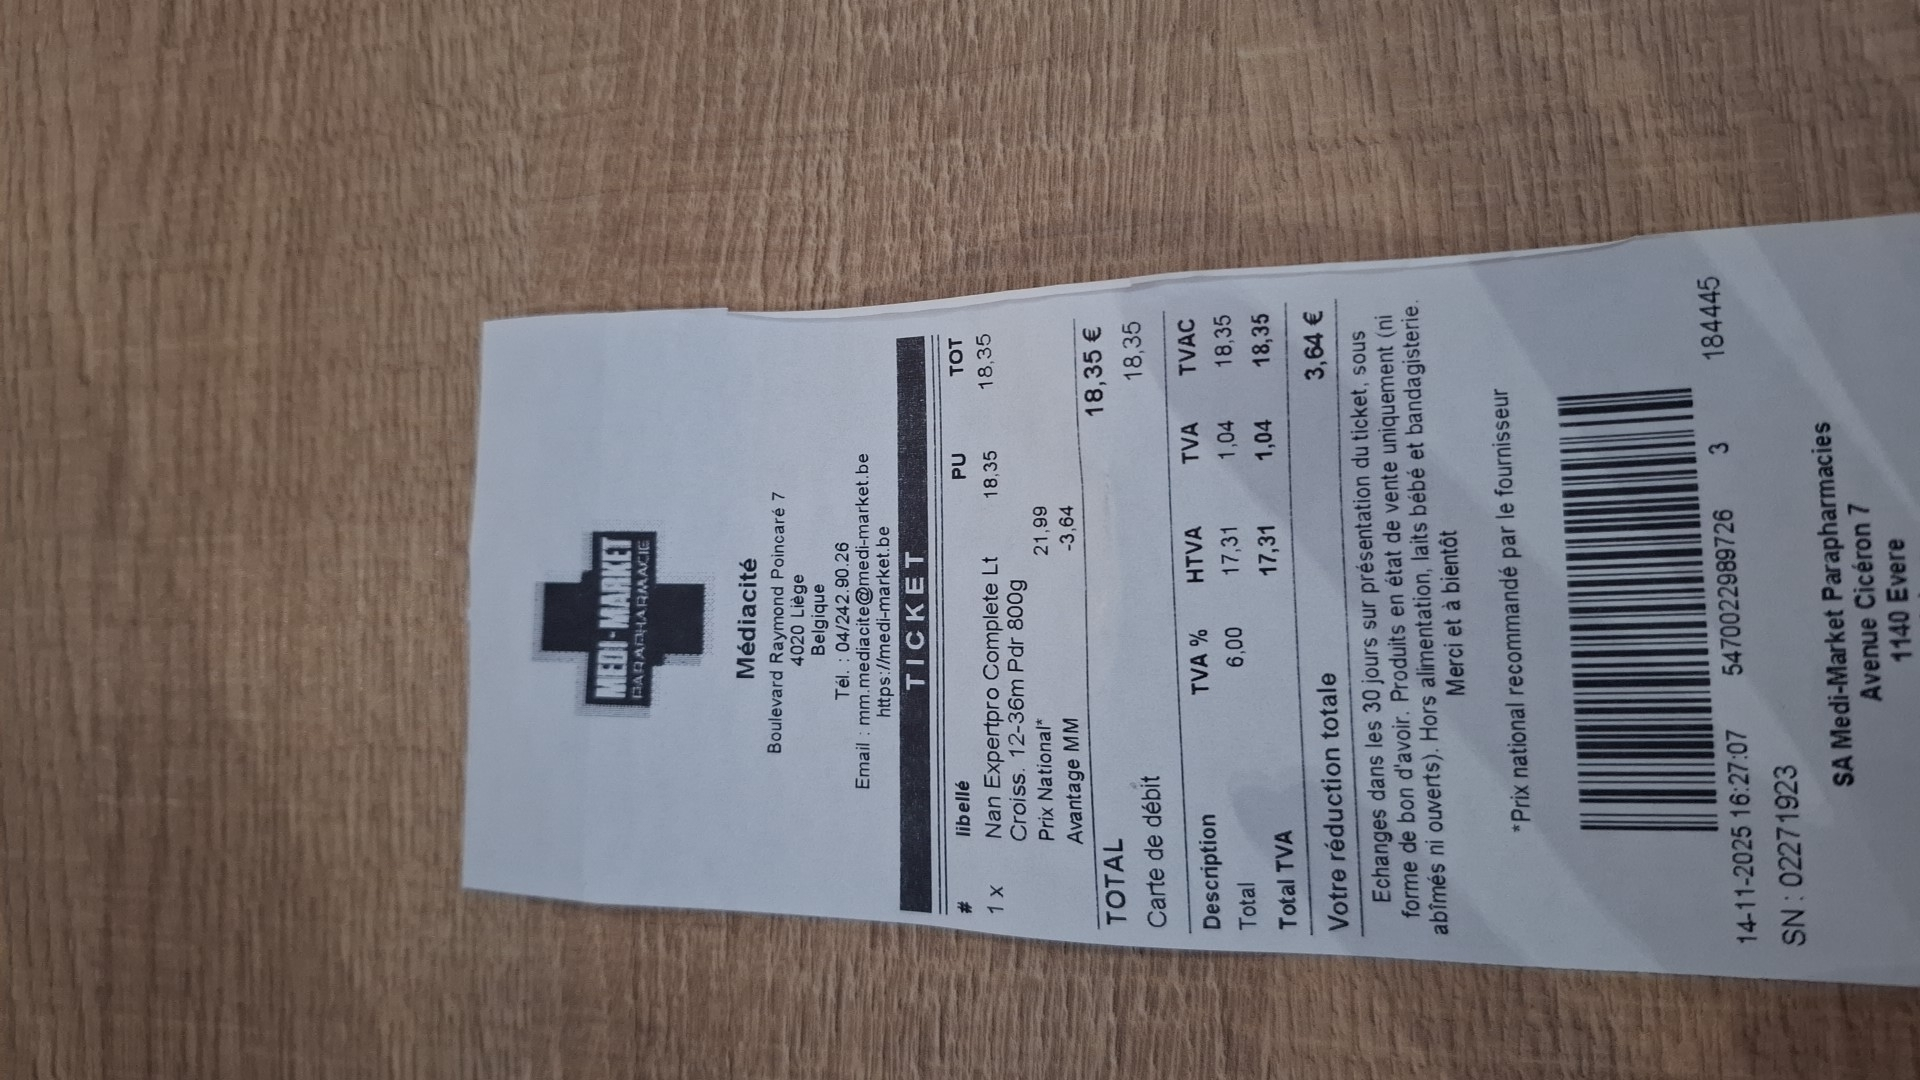 MEDI-MARKET
PARAPHARMACIE
Médiacité
Boulevard Raymond Poincaré 7
4020 Liège
Belgique
Tél. : 04/242.90.26
Email : mm.mediacite@medi-market.be
https://medi-market.be
TICKET
# libellé PU TOT
1 x Nan Expertpro Complete Lt 18,35 18,35
Croiss. 12-36m Pdr 800g
Prix National* 21,99
Avantage MM -3,64
TOTAL 18,35 €
Carte de débit 18,35
Description TVA % HTVA TVA TVAC
Total 6,00 17,31 1,04 18,35
Total TVA 17,31 1,04 18,35
Votre réduction totale 3,64 €
Echanges dans les 30 jours sur présentation du ticket, sous
forme de bon d'avoir. Produits en état de vente uniquement (ni
abîmés ni ouverts). Hors alimentation, laits bébé et bandagisterie.
Merci et à bientôt
*Prix national recommandé par le fournisseur
14-11-2025 16:27:07 5470022989726 3 184445
SN : 022771923
SA Medi-Market Parapharmacies
Avenue Cicéron 7
1140 Evere